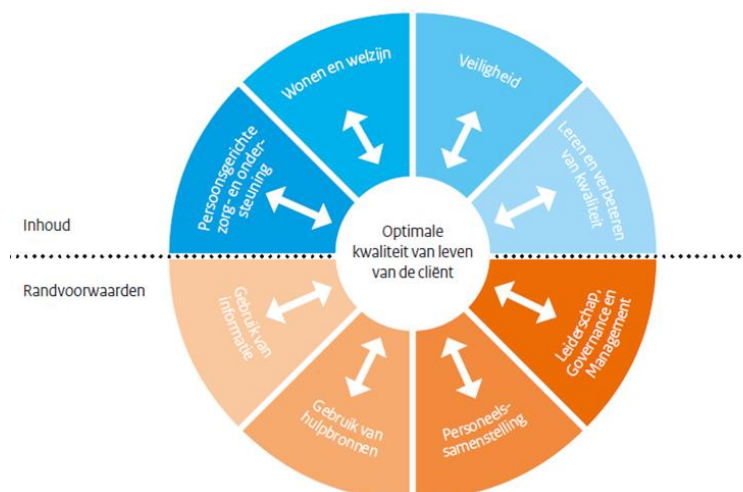 Wonen en welzijn
Veiligheid
Persoonsgerichte
zorg- en onder-
steuning
Leren en verbeteren
van kwaliteit
Inhoud
Optimale
kwaliteit van leven
van de cliënt
Randvoorwaarden
Gebruik van
informatie
Leiderschap,
Governance en
Management
Gebruik van
hulpbronnen
Personeels-
samenstelling